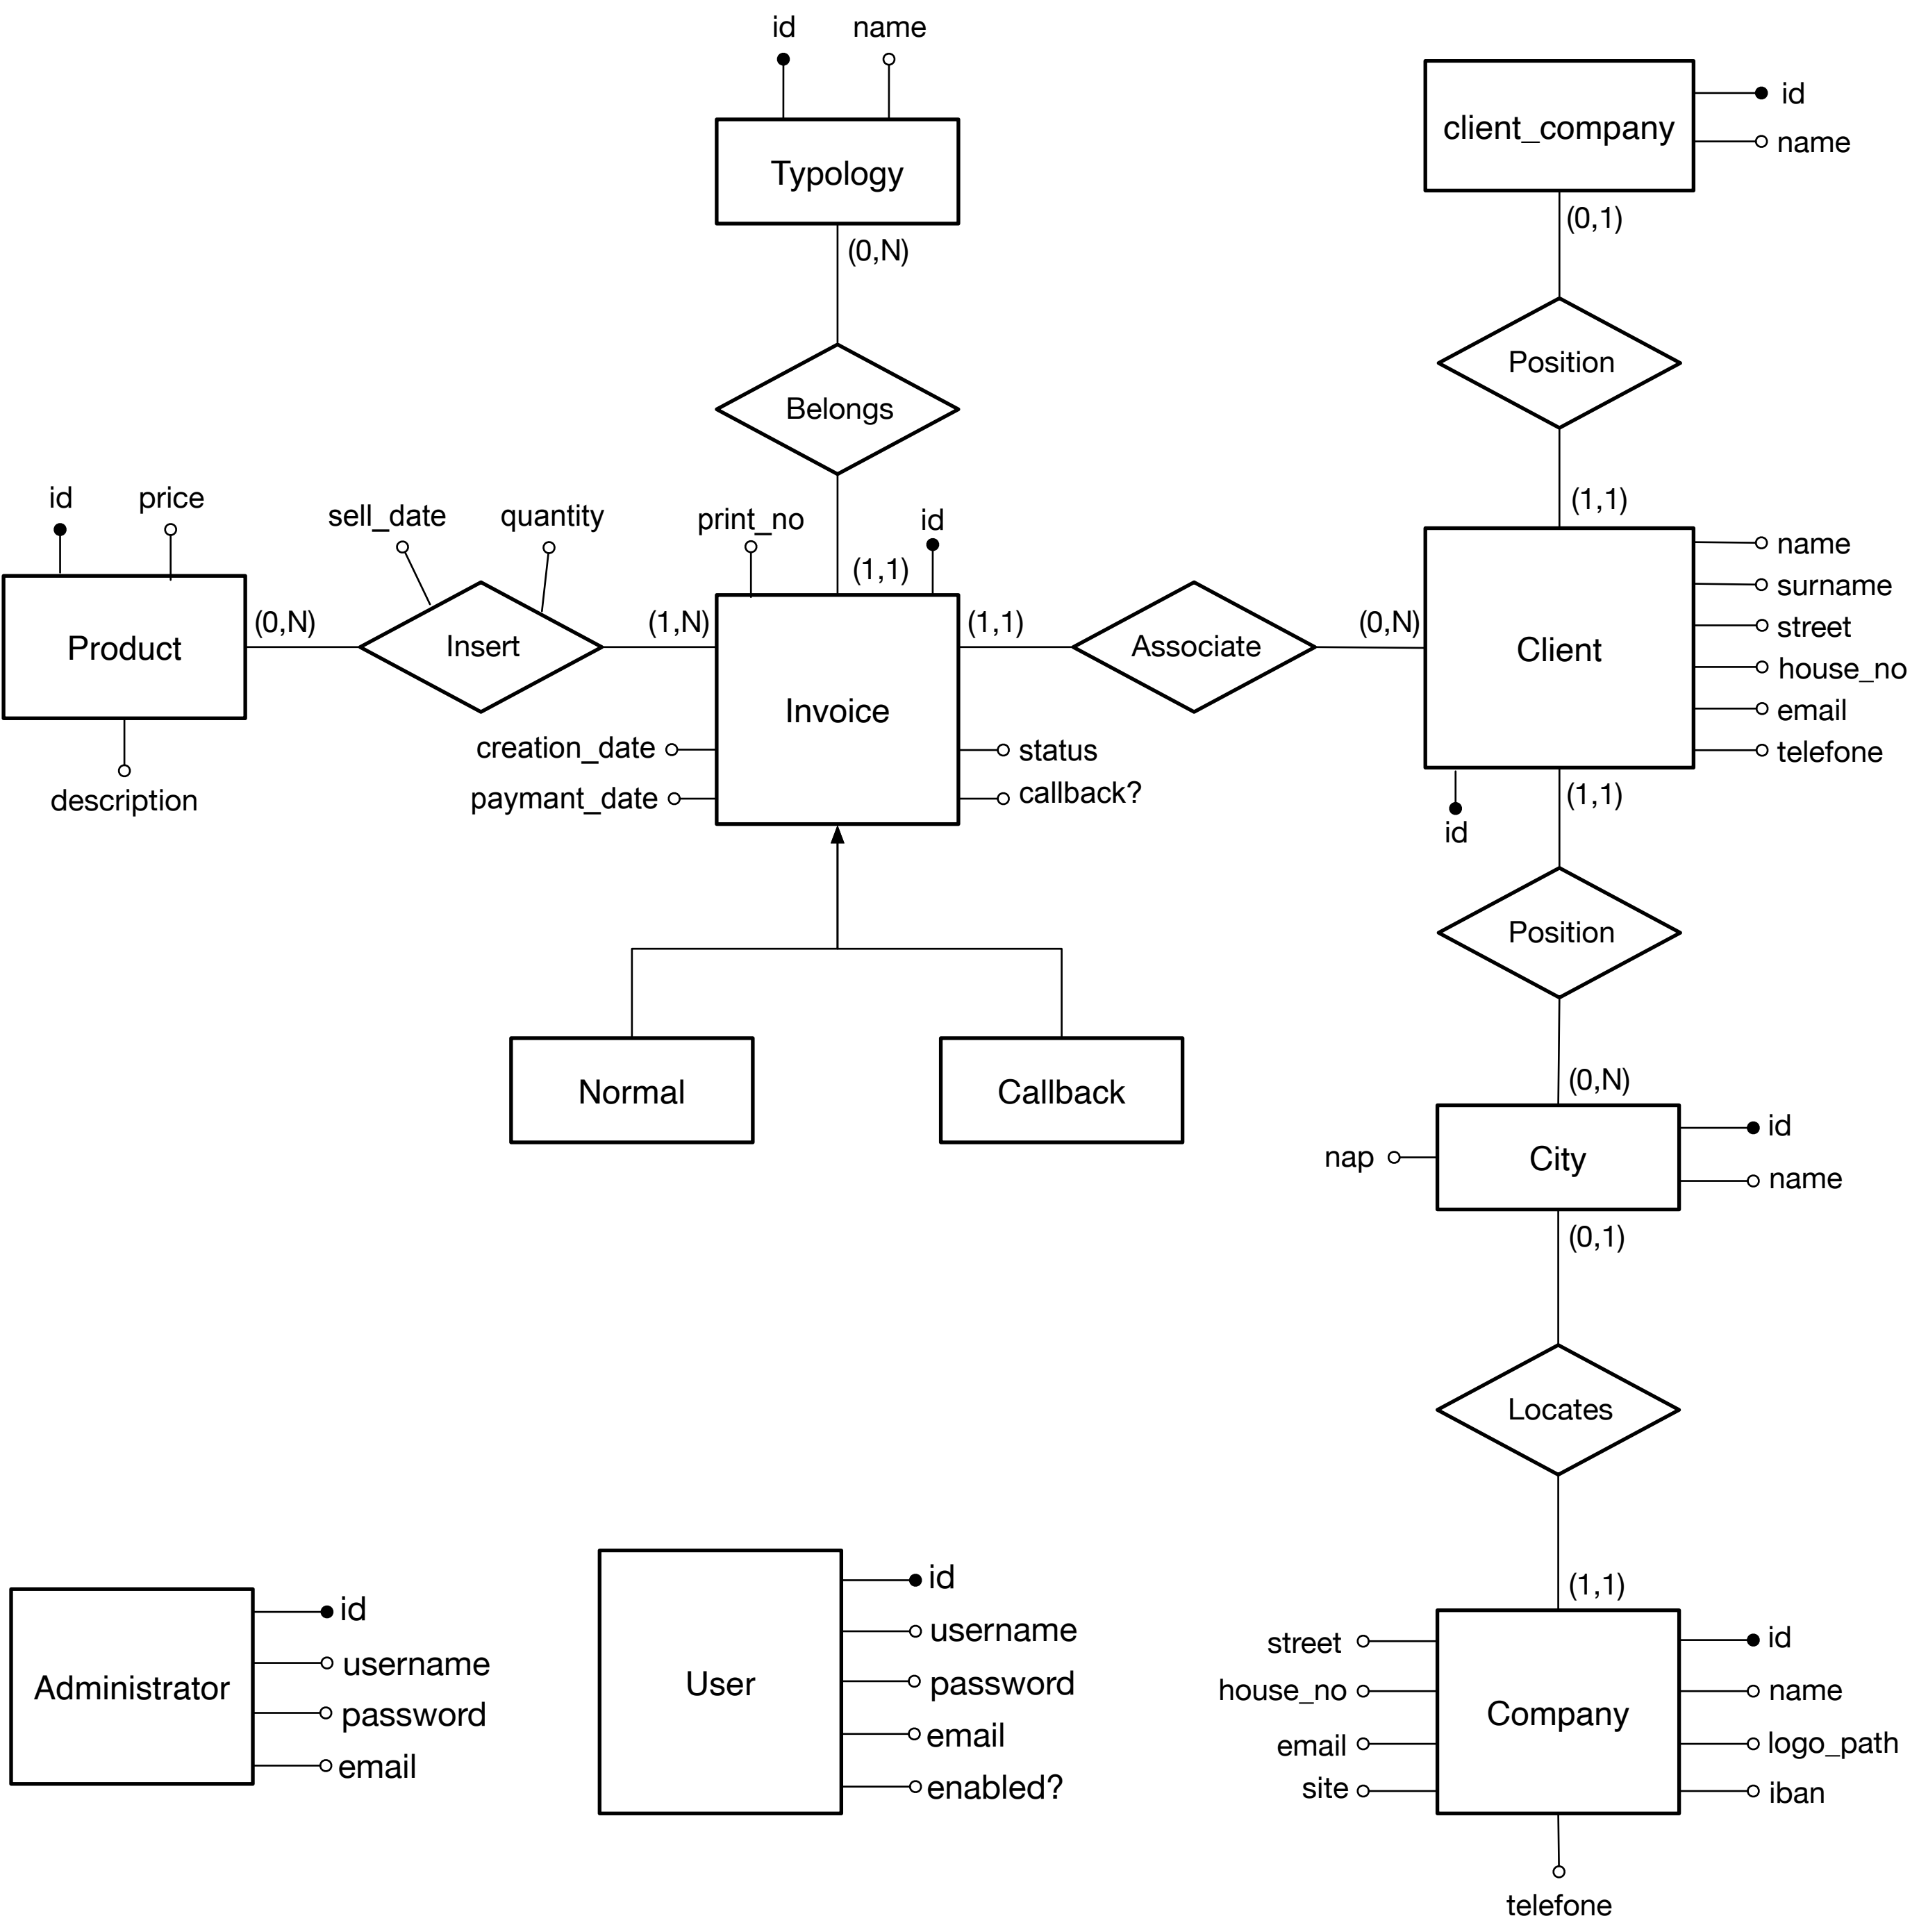 id name
Typology
(0,N)
Belongs
(1,1)
client_company
id
name
(0,1)
Position
(1,1)
id price
Product
description
(0,N)
sell_date quantity
Insert
(1,N)
print_no id
Invoice
creation_date
paymant_date
status
callback?
(1,1)
Associate
(0,N)
Client
name
surname
street
house_no
email
telefone
id
(1,1)
Position
(0,N)
Normal
Callback
nap
City
id
name
(0,1)
Locates
(1,1)
Administrator
id
username
password
email
User
id
username
password
email
enabled?
street
house_no
email
site
Company
id
name
logo_path
iban
telefone